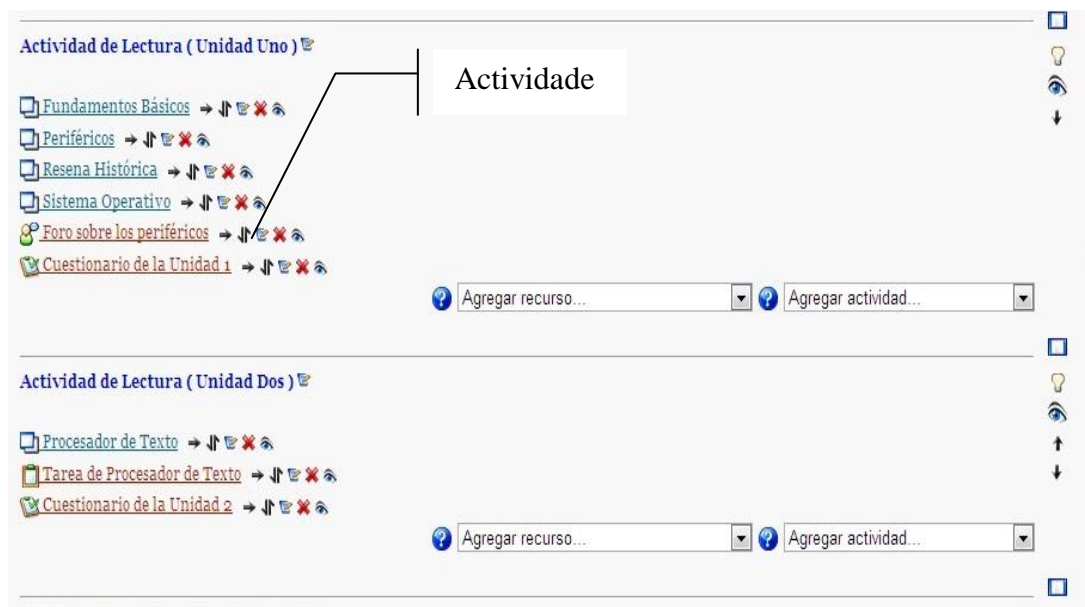 Actividad de Lectura ( Unidad Uno )
Actividade
Fundamentos Básicos
Periféricos
Resena Histórica
Sistema Operativo
Foro sobre los periféricos
Cuestionario de la Unidad 1
Agregar recurso... Agregar actividad...
Actividad de Lectura ( Unidad Dos )
Procesador de Texto
Tarea de Procesador de Texto
Cuestionario de la Unidad 2
Agregar recurso... Agregar actividad...